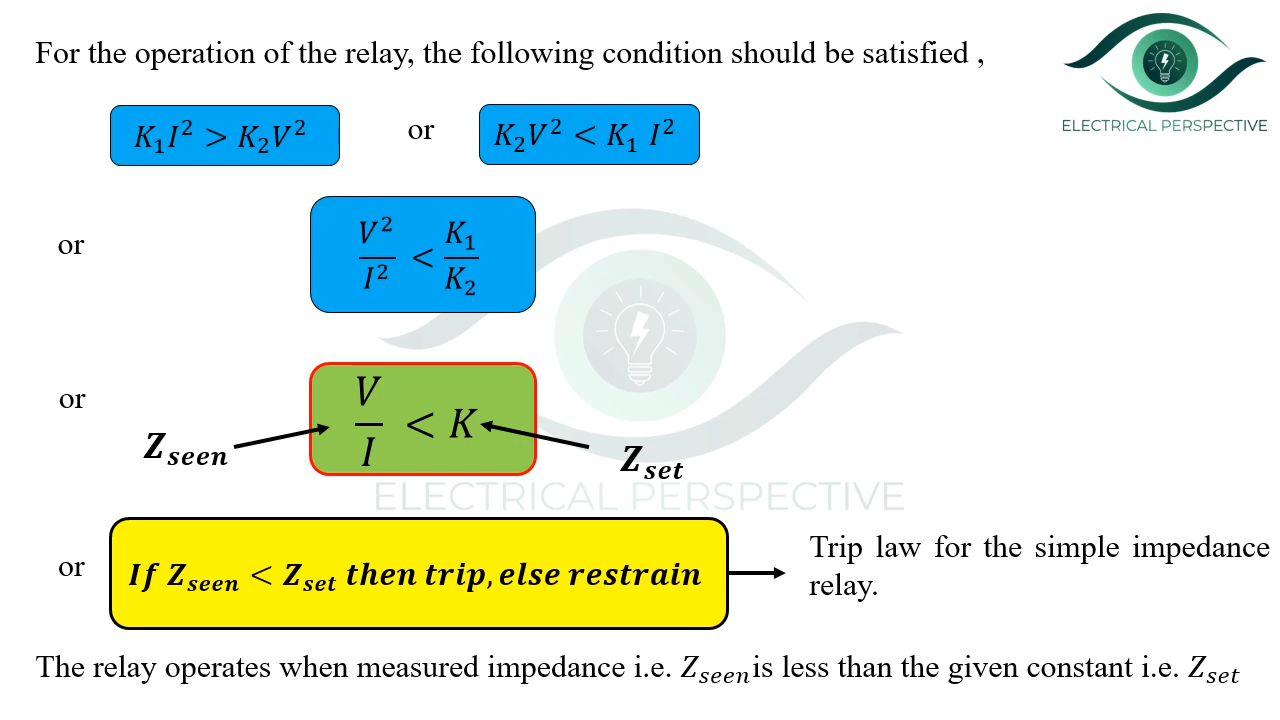 For the operation of the relay, the following condition should be satisfied ,
ELECTRICAL PERSPECTIVE
K₁I² > K₂V² or K₂V² < K₁ I²
or V²/I² < K₁/K₂
or V/I < K
Z_seen Z_set
ELECTRICAL PERSPECTIVE
or If Z_seen < Z_set then trip, else restrain
Trip law for the simple impedance
relay.
The relay operates when measured impedance i.e. Z_seen is less than the given constant i.e. Z_set